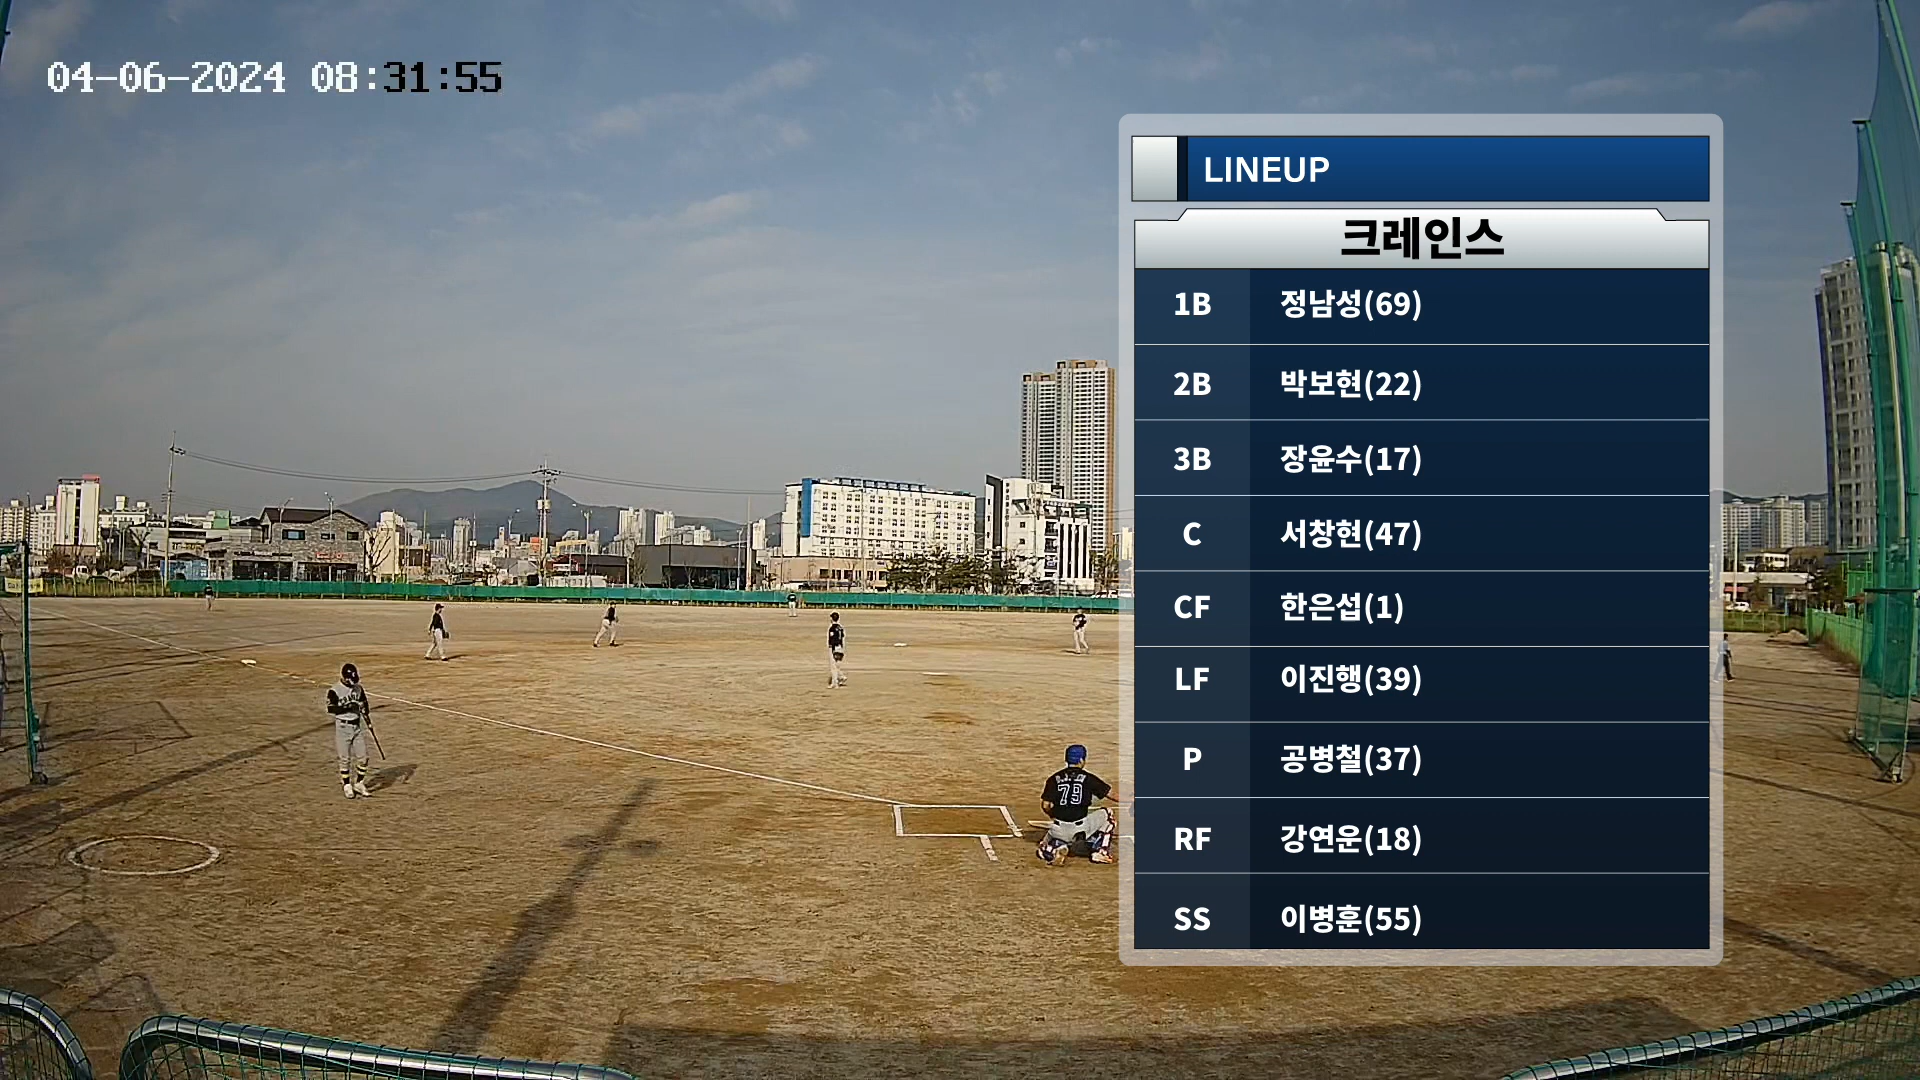 04-06-2024 08:31:55
LINEUP
크레인스
1B 정남성(69)
2B 박보현(22)
3B 장윤수(17)
C 서창현(47)
CF 한은섭(1)
LF 이진행(39)
P 공병철(37)
RF 강연운(18)
SS 이병훈(55)
79